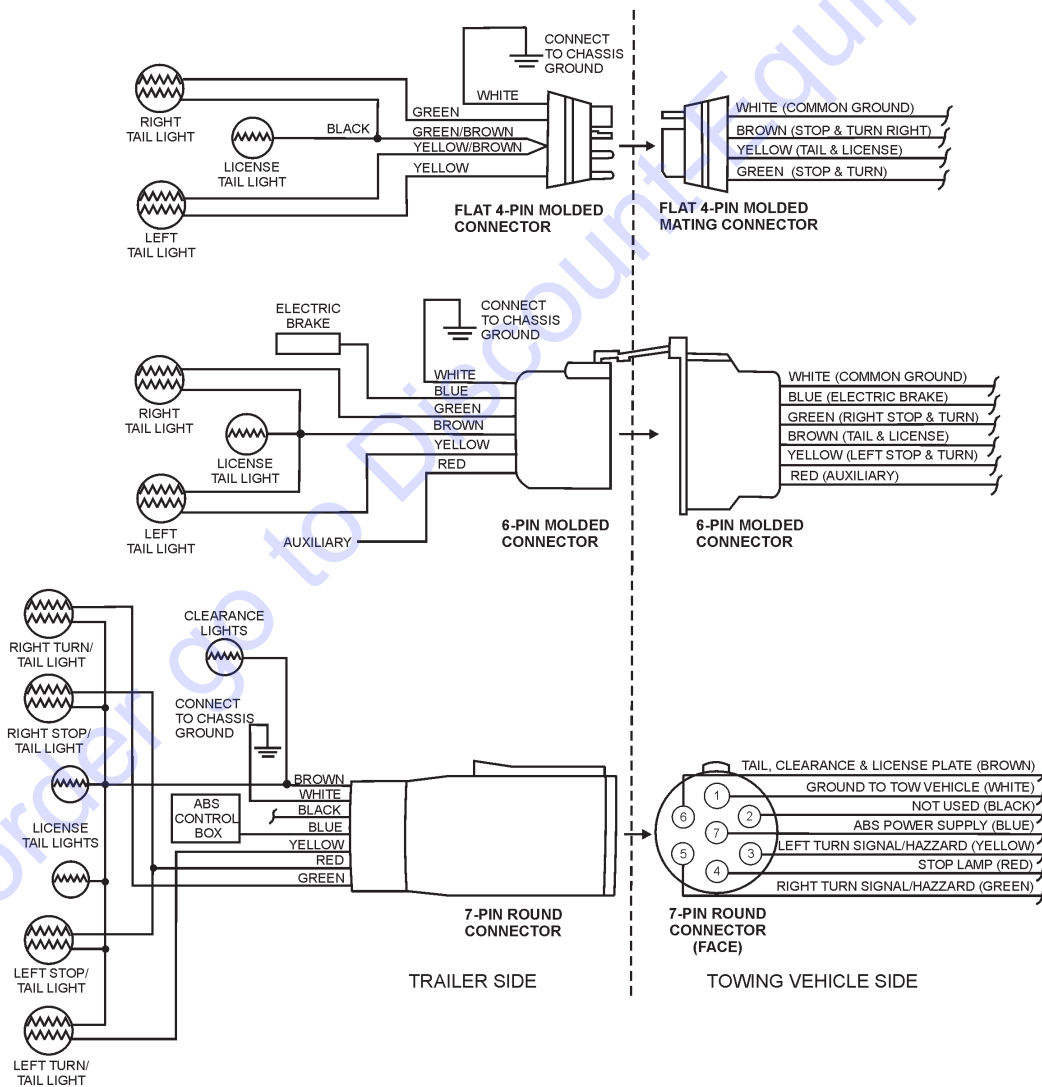 CONNECT
TO CHASSIS
GROUND
WHITE
GREEN
BLACK
GREEN/BROWN
YELLOW/BROWN
YELLOW
RIGHT
TAIL LIGHT
LICENSE
TAIL LIGHT
LEFT
TAIL LIGHT
FLAT 4-PIN MOLDED
CONNECTOR
WHITE (COMMON GROUND)
BROWN (STOP & TURN RIGHT)
YELLOW (TAIL & LICENSE)
GREEN (STOP & TURN)
FLAT 4-PIN MOLDED
MATING CONNECTOR
ELECTRIC
BRAKE
CONNECT
TO CHASSIS
GROUND
WHITE
BLUE
GREEN
BROWN
YELLOW
RED
RIGHT
TAIL LIGHT
LICENSE
TAIL LIGHT
LEFT
TAIL LIGHT
AUXILIARY
6-PIN MOLDED
CONNECTOR
WHITE (COMMON GROUND)
BLUE (ELECTRIC BRAKE)
GREEN (RIGHT STOP & TURN)
BROWN (TAIL & LICENSE)
YELLOW (LEFT STOP & TURN)
RED (AUXILIARY)
6-PIN MOLDED
CONNECTOR
RIGHT TURN/
TAIL LIGHT
RIGHT STOP/
TAIL LIGHT
LICENSE
TAIL LIGHTS
LEFT STOP/
TAIL LIGHT
LEFT TURN/
TAIL LIGHT
CLEARANCE
LIGHTS
CONNECT
TO CHASSIS
GROUND
ABS
CONTROL
BOX
BROWN
WHITE
BLACK
BLUE
YELLOW
RED
GREEN
7-PIN ROUND
CONNECTOR
TRAILER SIDE
1
6
2
7
5
3
4
TAIL, CLEARANCE & LICENSE PLATE (BROWN)
GROUND TO TOW VEHICLE (WHITE)
NOT USED (BLACK)
ABS POWER SUPPLY (BLUE)
LEFT TURN SIGNAL/HAZZARD (YELLOW)
STOP LAMP (RED)
RIGHT TURN SIGNAL/HAZZARD (GREEN)
7-PIN ROUND
CONNECTOR
(FACE)
TOWING VEHICLE SIDE
order go to Discount-Equip